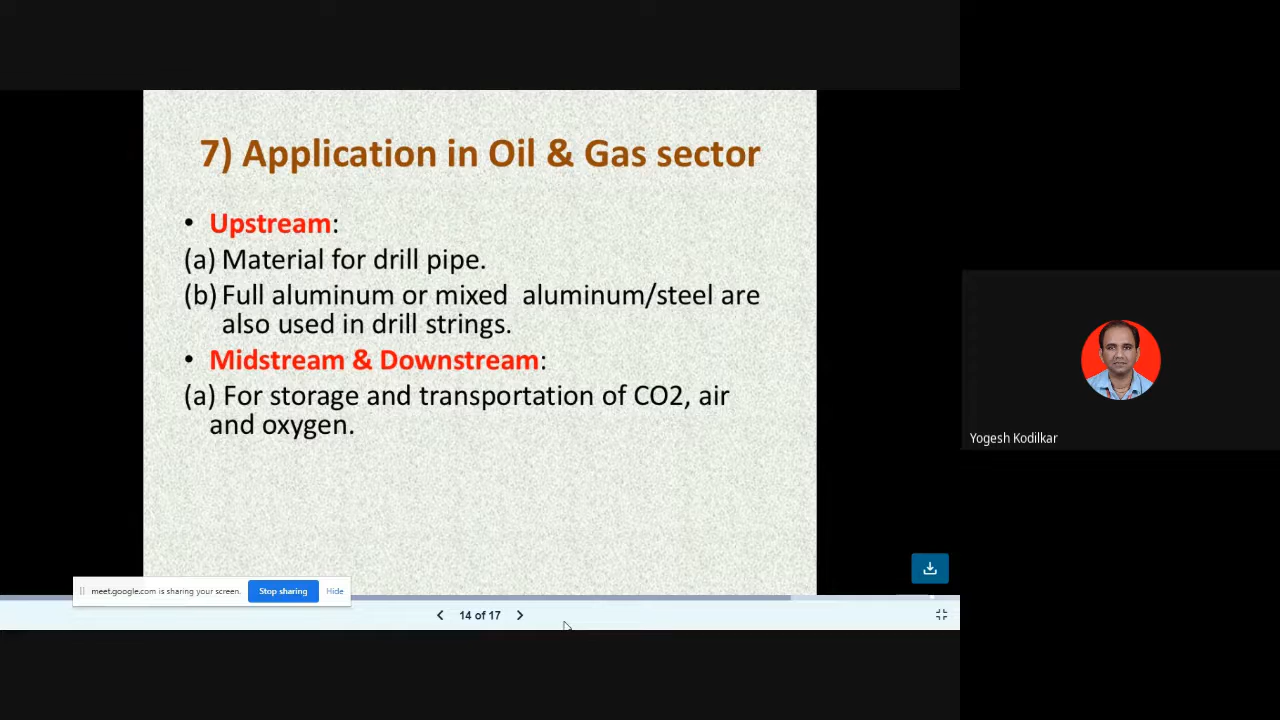 7) Application in Oil & Gas sector
• Upstream:
(a) Material for drill pipe.
(b) Full aluminum or mixed aluminum/steel are
also used in drill strings.
• Midstream & Downstream:
(a) For storage and transportation of CO2, air
and oxygen.
Yogesh Kodilkar
meet.google.com is sharing your screen.
Stop sharing
Hide
14 of 17